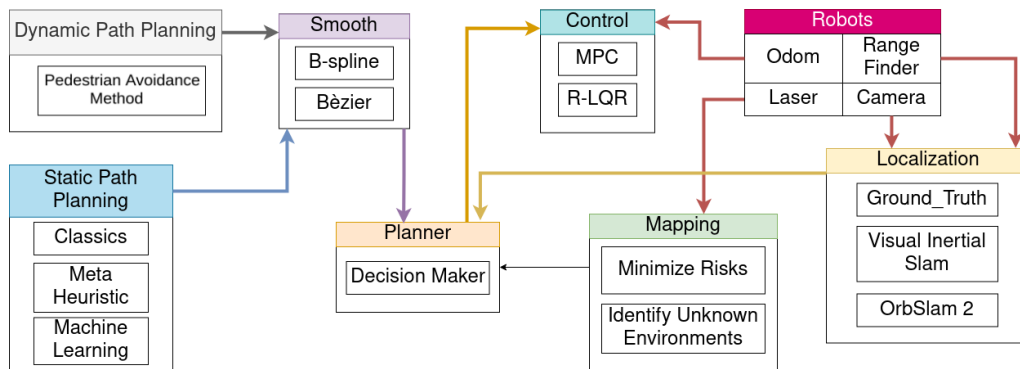 Dynamic Path Planning
Pedestrian Avoidance
Method
Smooth
B-spline
Bèzier
Control
MPC
R-LQR
Robots
Odom
Range
Finder
Laser
Camera
Static Path
Planning
Classics
Meta
Heuristic
Machine
Learning
Planner
Decision Maker
Mapping
Minimize Risks
Identify Unknown
Environments
Localization
Ground_Truth
Visual Inertial
Slam
OrbSlam 2